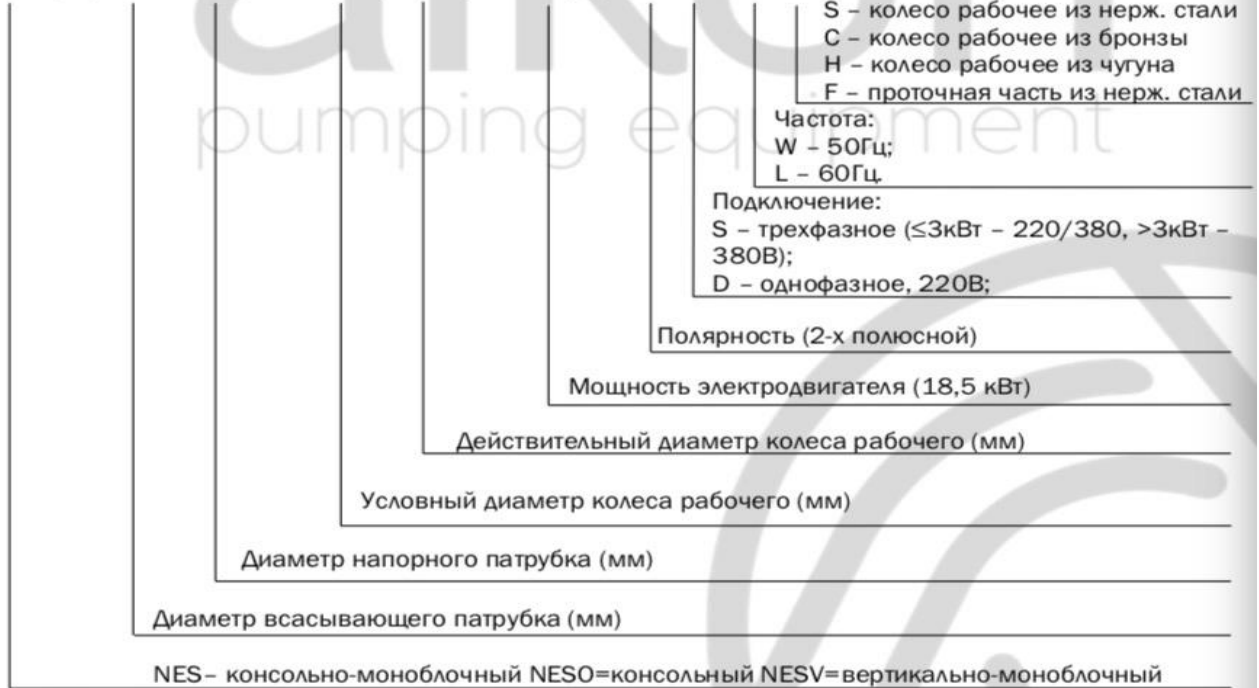 S – колесо рабочее из нерж. стали
C – колесо рабочее из бронзы
H – колесо рабочее из чугуна
F – проточная часть из нерж. стали
pumping equipment
Частота:
W – 50Гц;
L – 60Гц.
Подключение:
S – трехфазное (≤3кВт – 220/380, >3кВт –
380В);
D – однофазное, 220В;
Полярность (2-х полюсной)
Мощность электродвигателя (18,5 кВт)
Действительный диаметр колеса рабочего (мм)
Условный диаметр колеса рабочего (мм)
Диаметр напорного патрубка (мм)
Диаметр всасывающего патрубка (мм)
NES– консольно-моноблочный NESO=консольный NESV=вертикально-моноблочный